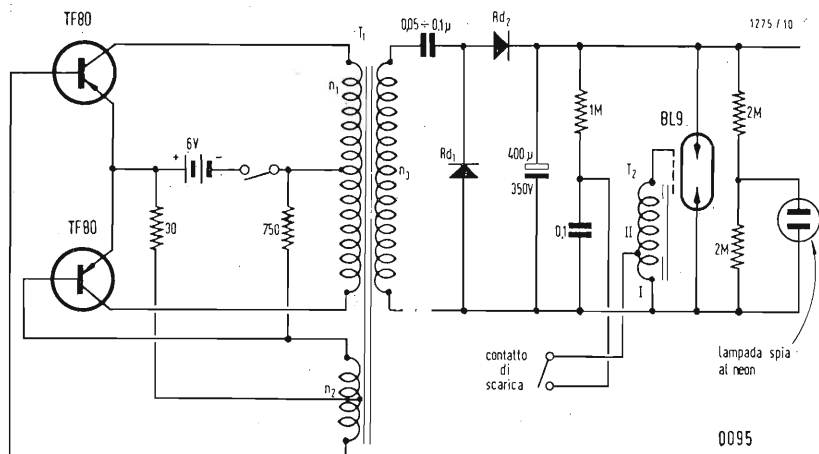 TF80
T1
0,05 ÷ 0,1μ
Rd2
1275 / 10
n1
6V
+
-
1M
BL9
2M
400 μ
350V
Rd1
n3
T2
TF80
30
750
0,1
II
2M
I
n2
contatto
di
scarica
lampada spia
al neon
0095